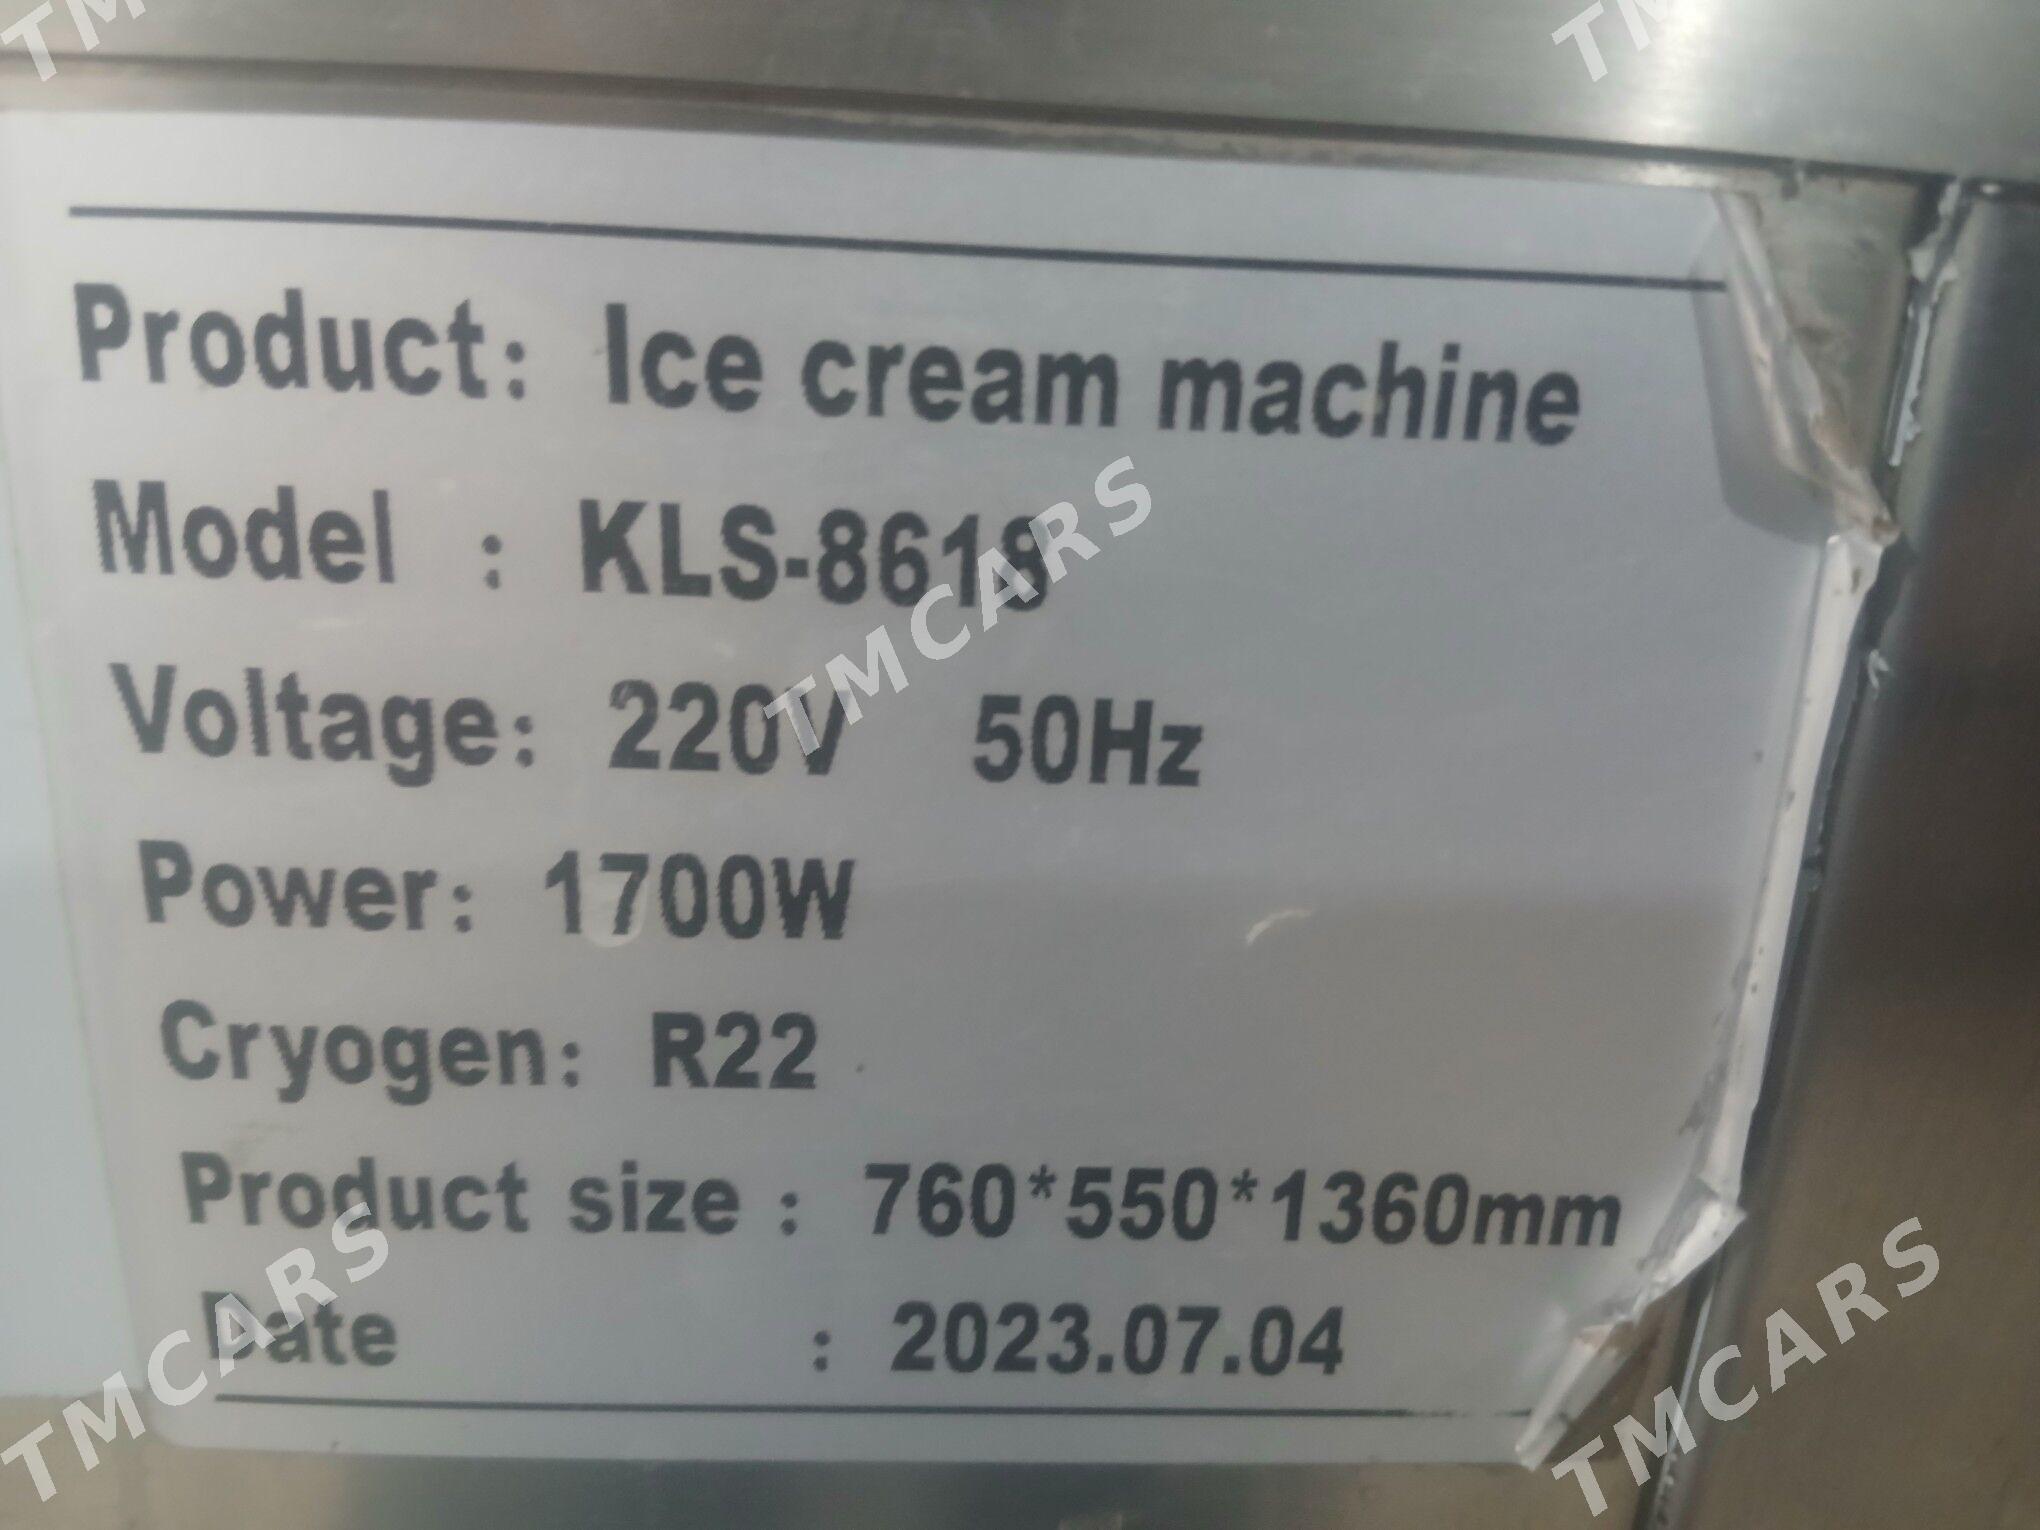 Product: Ice cream machine
Model : KLS-8618
Voltage: 220V 50Hz
Power: 1700W
Cryogen: R22
Product size : 760*550*1360mm
Date : 2023.07.04
TMCARS
TMCARS
TMCARS